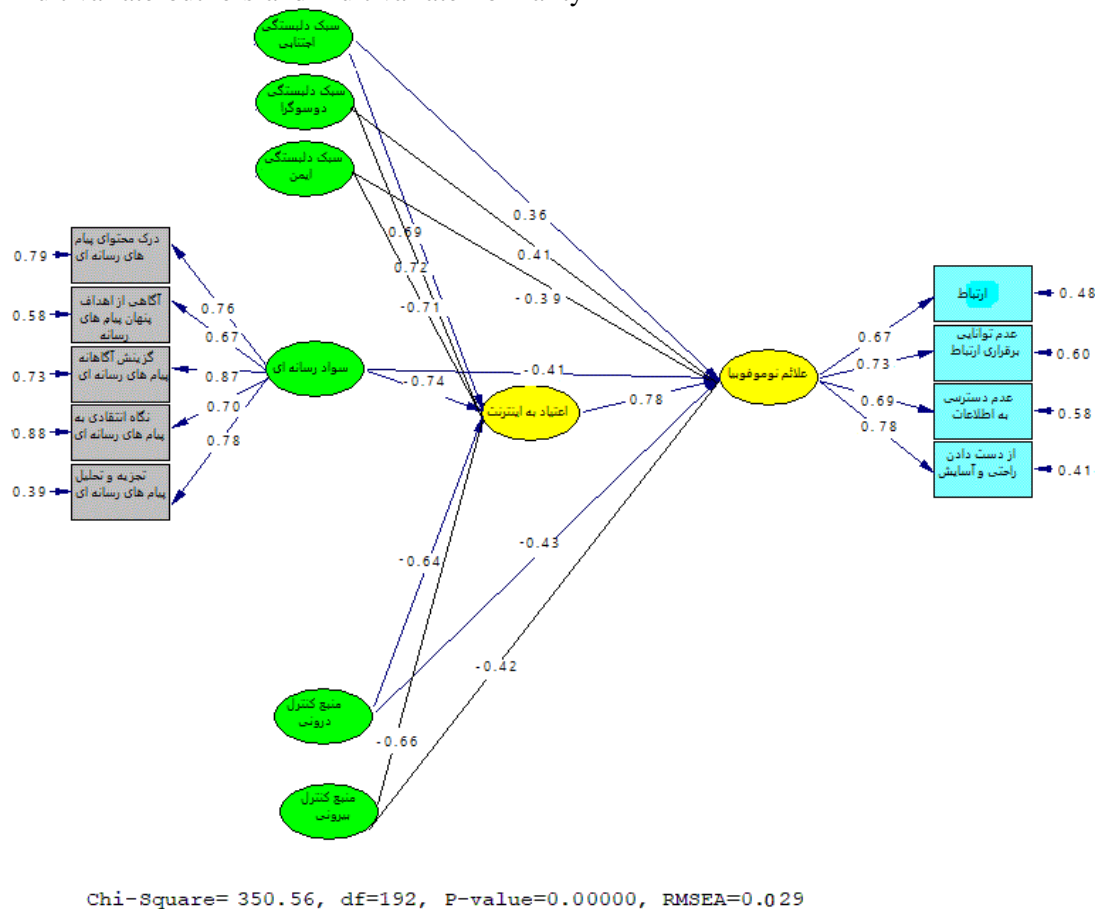 سبک دلبستگی
اجتنابی
سبک دلبستگی
دوسوگرا
سبک دلبستگی
ایمن
0.36
0.41
-0.39
0.69
0.72
-0.71
درک محتوای پیام
های رسانه ای
0.79
آگاهی از اهداف
پنهان پیام های
رسانه
0.58
گزینش آگاهانه
پیام های رسانه ای
0.73
نگاه انتقادی به
پیام های رسانه ای
0.88
تجزیه و تحلیل
پیام های رسانه ای
0.39
0.76
0.67
0.87
0.70
0.78
سواد رسانه ای
-0.41
-0.74
اعتیاد به اینترنت
0.78
علائم نوموفوبیا
0.67
0.73
0.69
0.78
ارتباط
0.48
عدم توانایی
برقراری ارتباط
0.60
عدم دسترسی
به اطلاعات
0.58
از دست دادن
راحتی و آسایش
0.41
-0.43
-0.64
-0.42
-0.66
منبع کنترل
درونی
منبع کنترل
بیرونی
Chi-Square= 350.56, df=192, P-value=0.00000, RMSEA=0.029